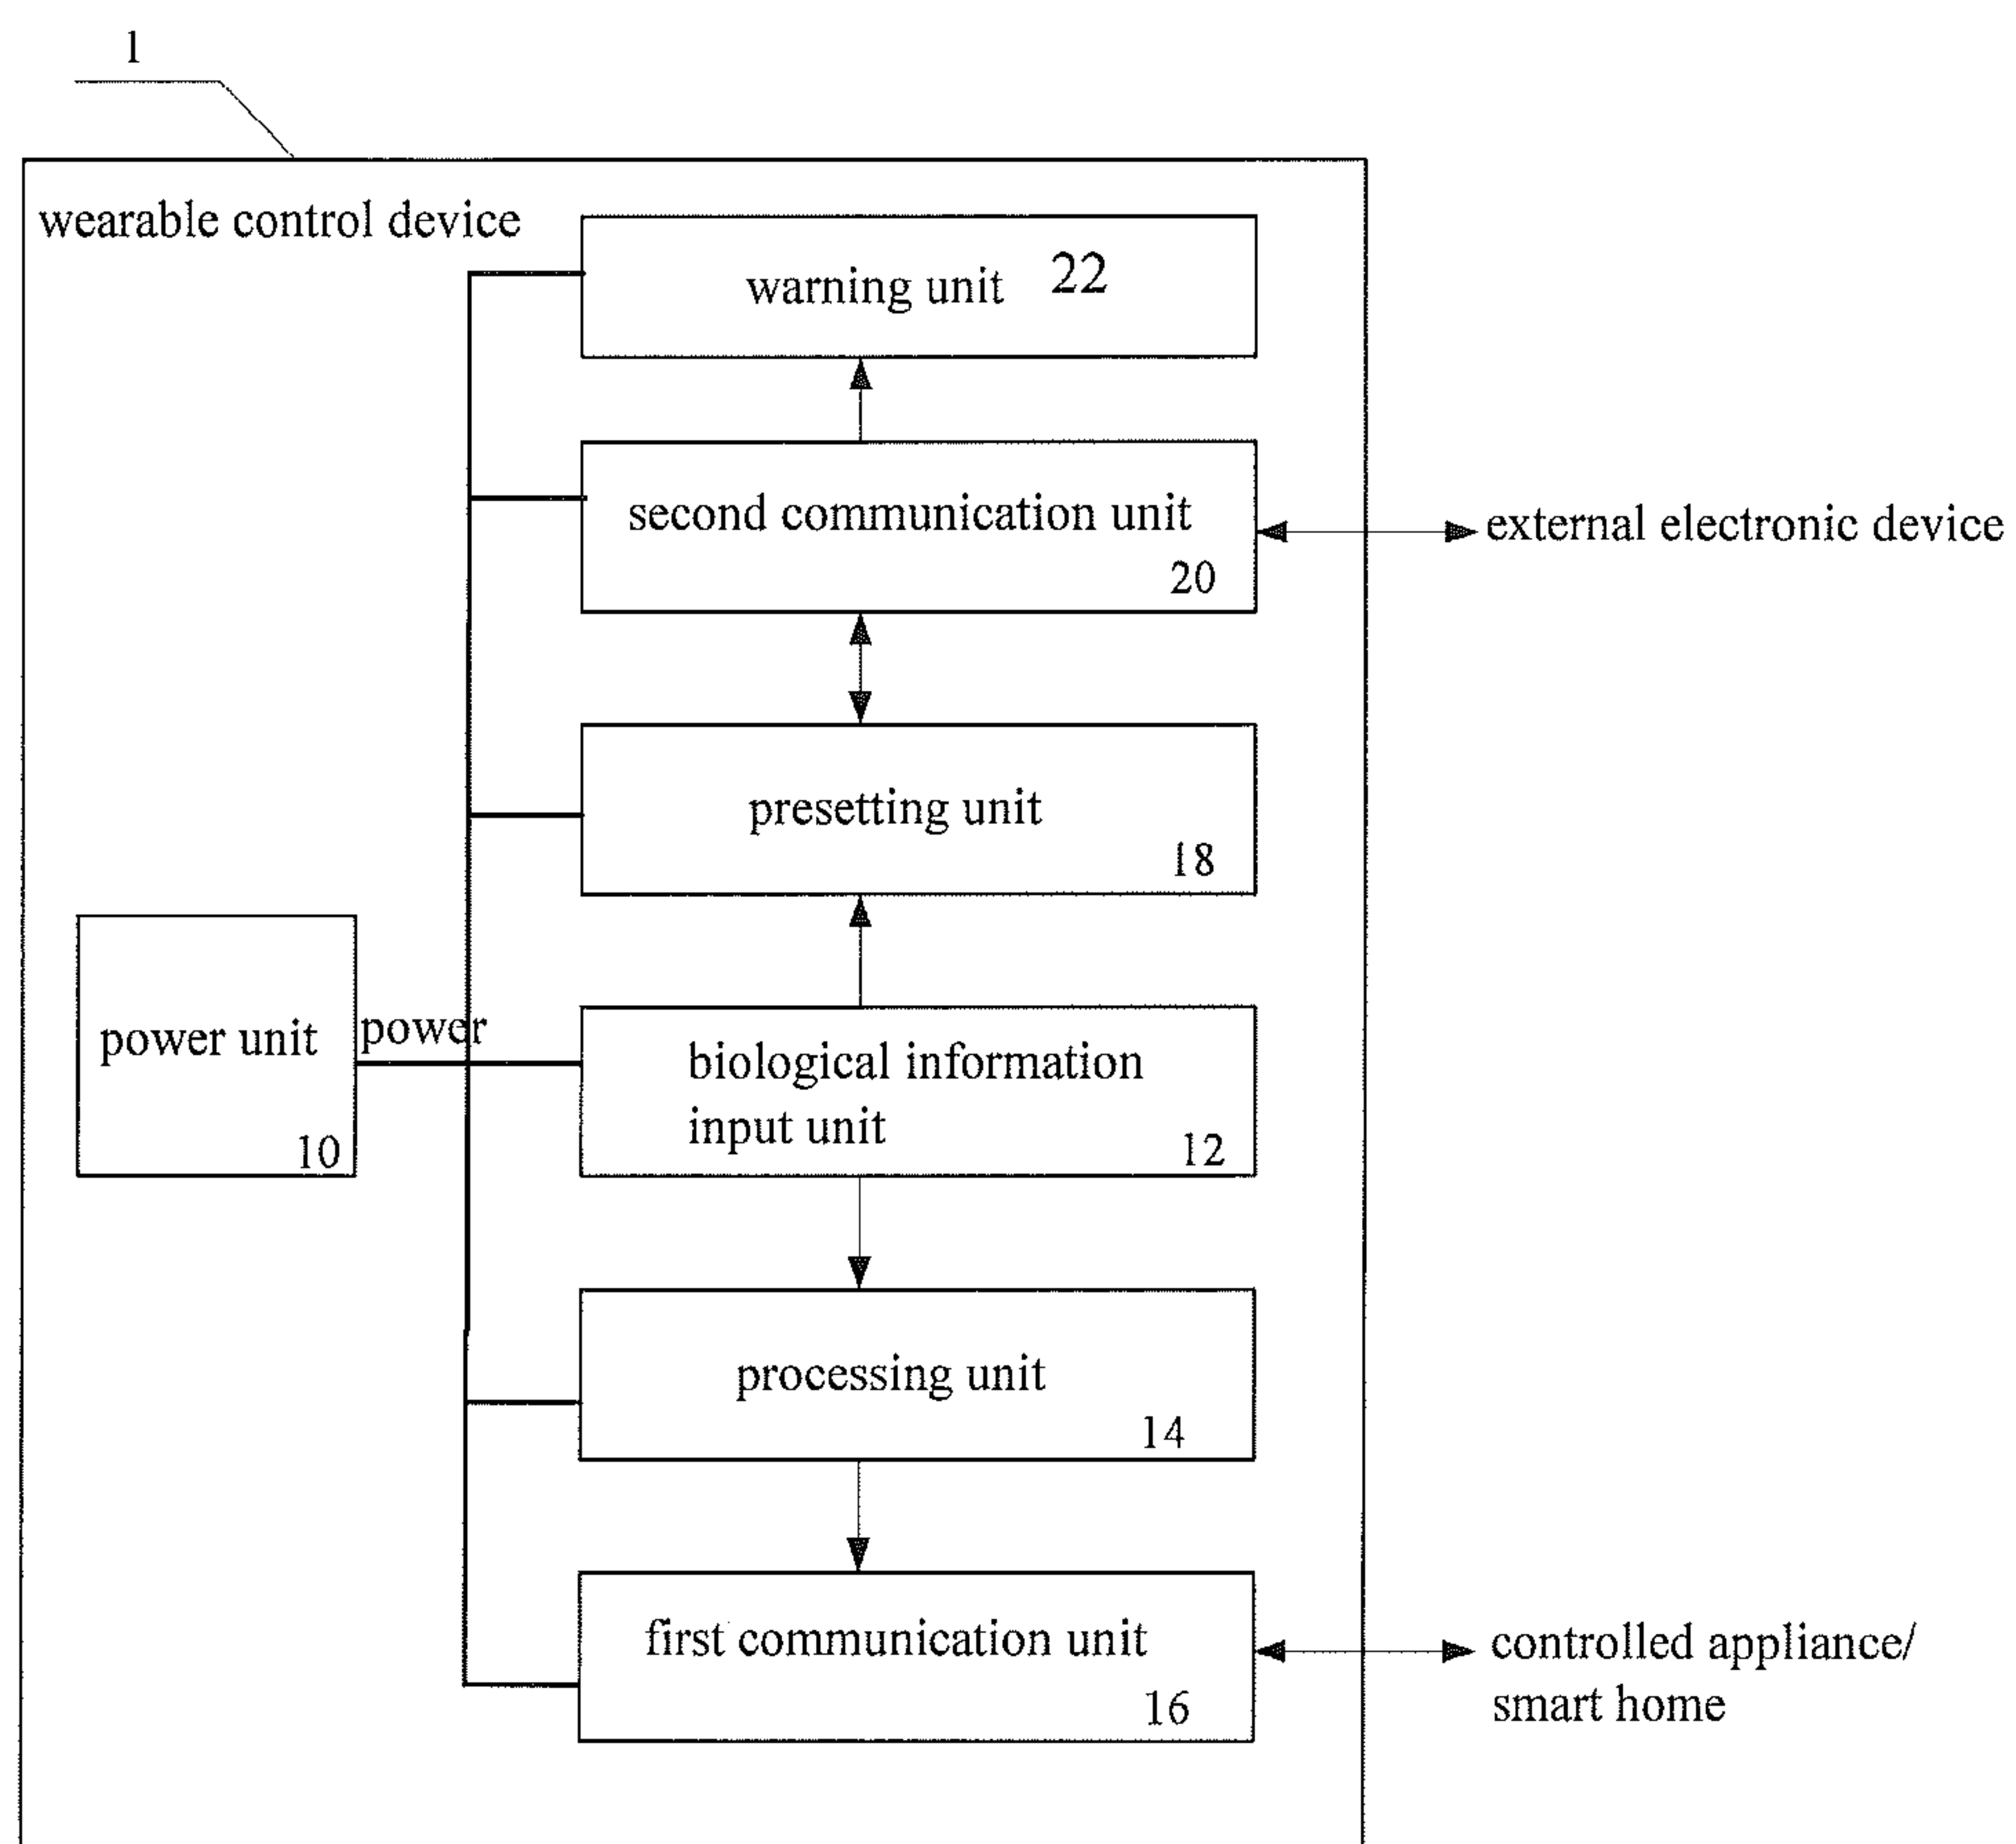 1
wearable control device
warning unit 22
second communication unit
20
external electronic device
presetting unit
18
power unit
10
power
biological information
input unit
12
processing unit
14
first communication unit
16
controlled appliance/
smart home